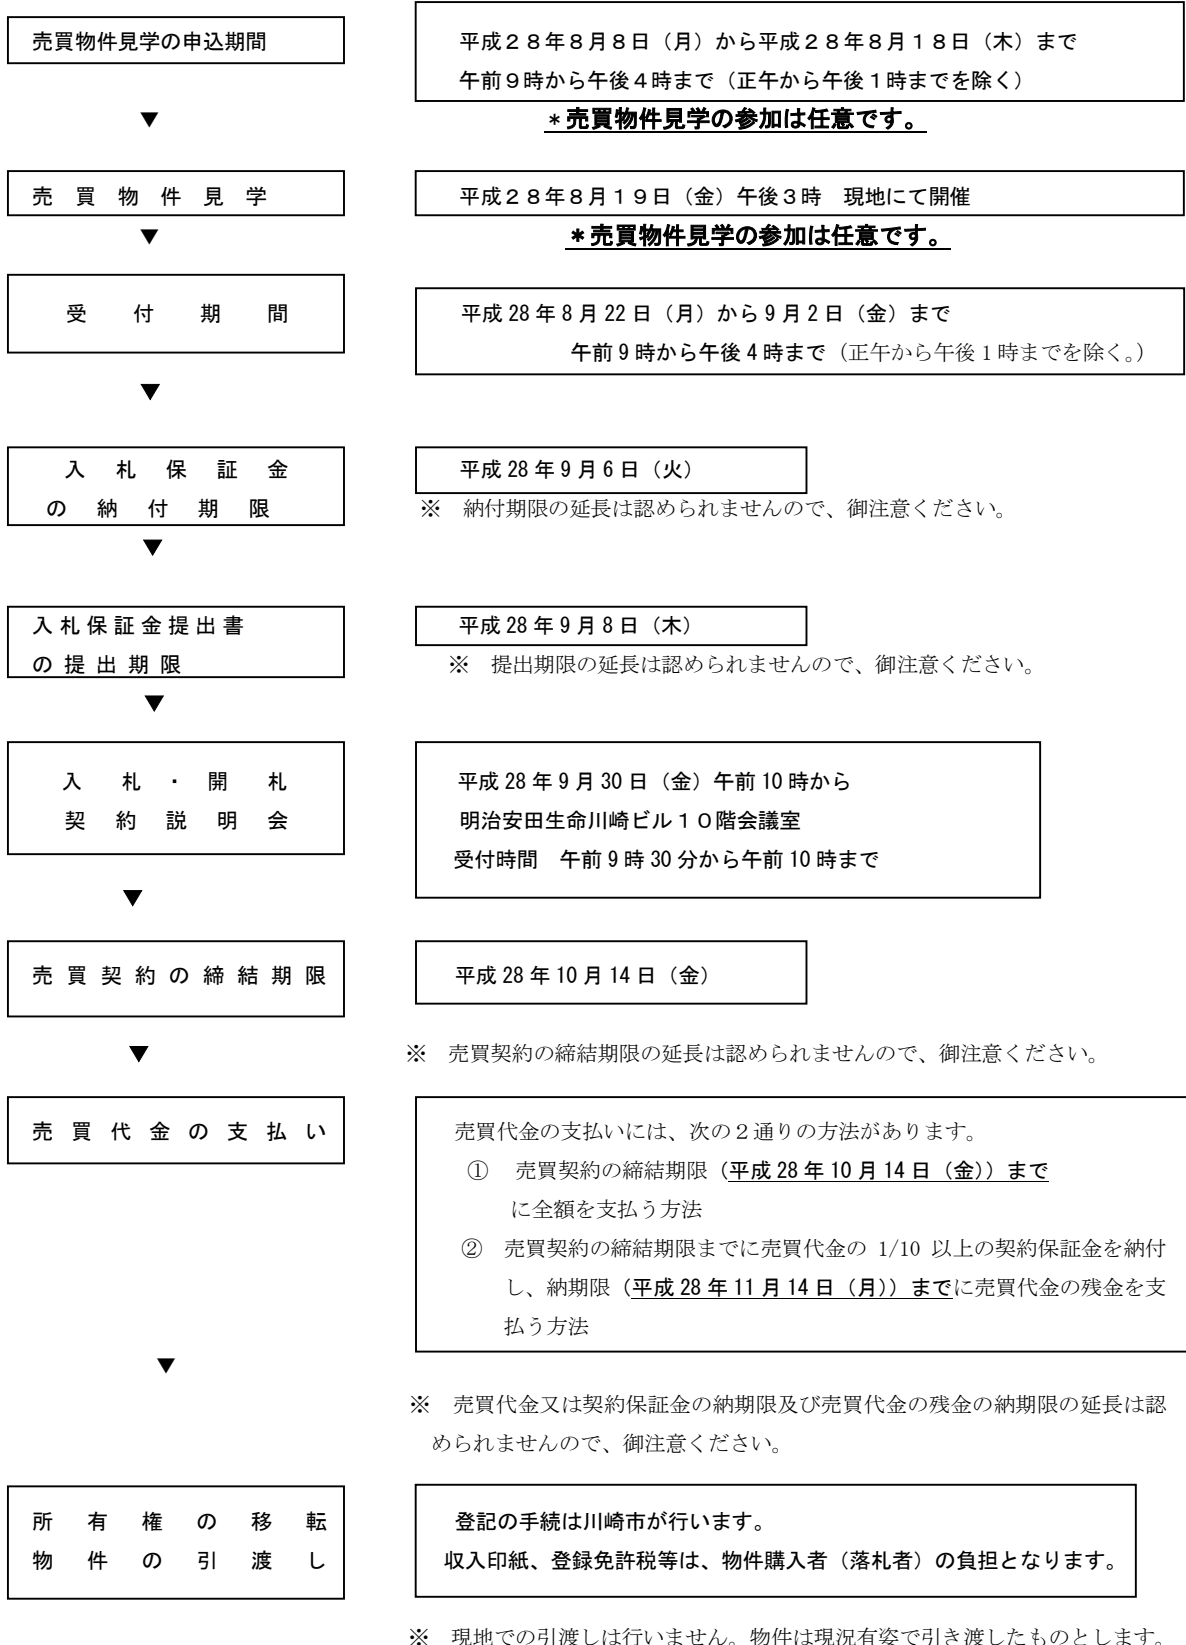 売買物件見学の申込期間
平成２８年８月８日（月）から平成２８年８月１８日（木）まで
午前９時から午後４時まで（正午から午後１時までを除く）
▼
＊売買物件見学の参加は任意です。
売買物件見学
平成２８年８月１９日（金）午後３時　現地にて開催
▼
＊売買物件見学の参加は任意です。
受付期間
平成 28 年 8 月 22 日（月）から 9 月 2 日（金）まで
午前 9 時から午後 4 時まで（正午から午後 1 時までを除く。）
▼
入札保証金
の納付期限
平成 28 年 9 月 6 日（火）
※　納付期限の延長は認められませんので、御注意ください。
▼
入札保証金提出書
の提出期限
平成 28 年 9 月 8 日（木）
※　提出期限の延長は認められませんので、御注意ください。
▼
入札・開札
契約説明会
平成 28 年 9 月 30 日（金）午前 10 時から
明治安田生命川崎ビル１０階会議室
受付時間　午前 9 時 30 分から午前 10 時まで
▼
売買契約の締結期限
平成 28 年 10 月 14 日（金）
▼
※　売買契約の締結期限の延長は認められませんので、御注意ください。
売買代金の支払い
売買代金の支払いには、次の２通りの方法があります。
①　売買契約の締結期限（平成 28 年 10 月 14 日（金））まで
に全額を支払う方法
②　売買契約の締結期限までに売買代金の 1/10 以上の契約保証金を納付
し、納期限（平成 28 年 11 月 14 日（月））までに売買代金の残金を支
払う方法
▼
※　売買代金又は契約保証金の納期限及び売買代金の残金の納期限の延長は認
められませんので、御注意ください。
所有権の移転
物件の引渡し
登記の手続は川崎市が行います。
収入印紙、登録免許税等は、物件購入者（落札者）の負担となります。
※　現地での引渡しは行いません。物件は現況有姿で引き渡したものとします。